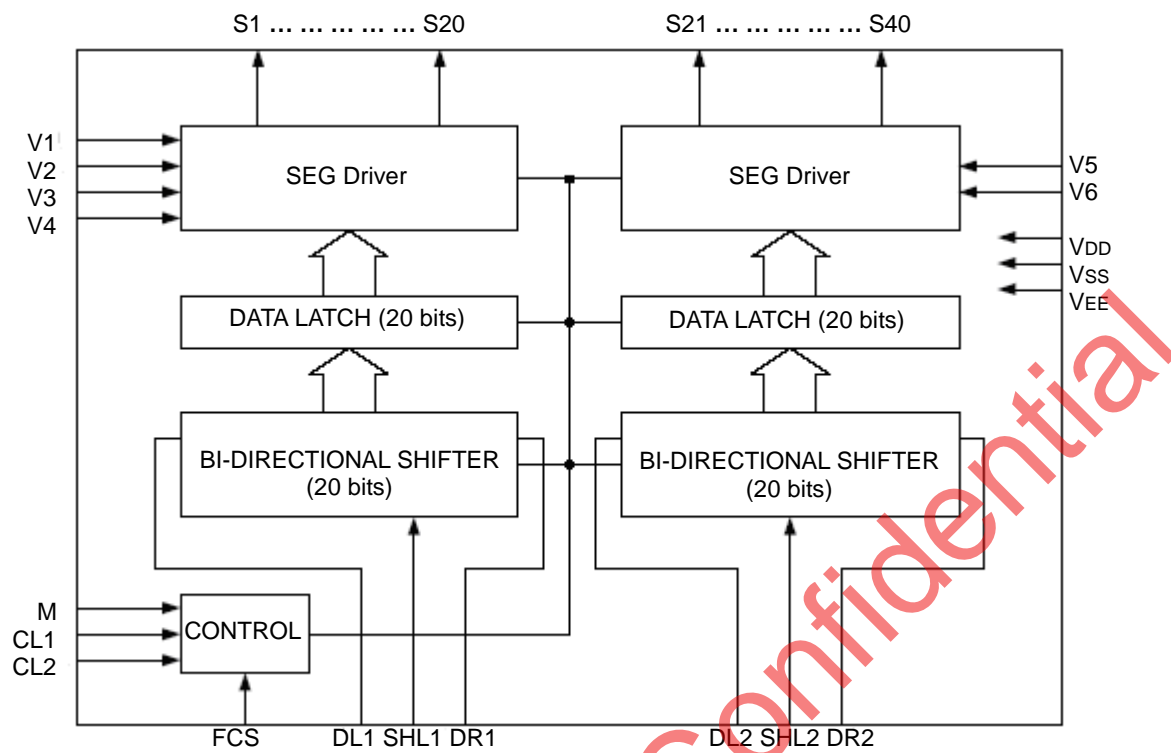 S1 … … … … … S20
S21 … … … … … S40
V1
V2
V3
V4
SEG Driver
SEG Driver
V5
V6
VDD
VSS
VEE
DATA LATCH (20 bits)
DATA LATCH (20 bits)
BI-DIRECTIONAL SHIFTER
(20 bits)
BI-DIRECTIONAL SHIFTER
(20 bits)
M
CL1
CL2
CONTROL
FCS
DL1 SHL1 DR1
DL2 SHL2 DR2
Confidential